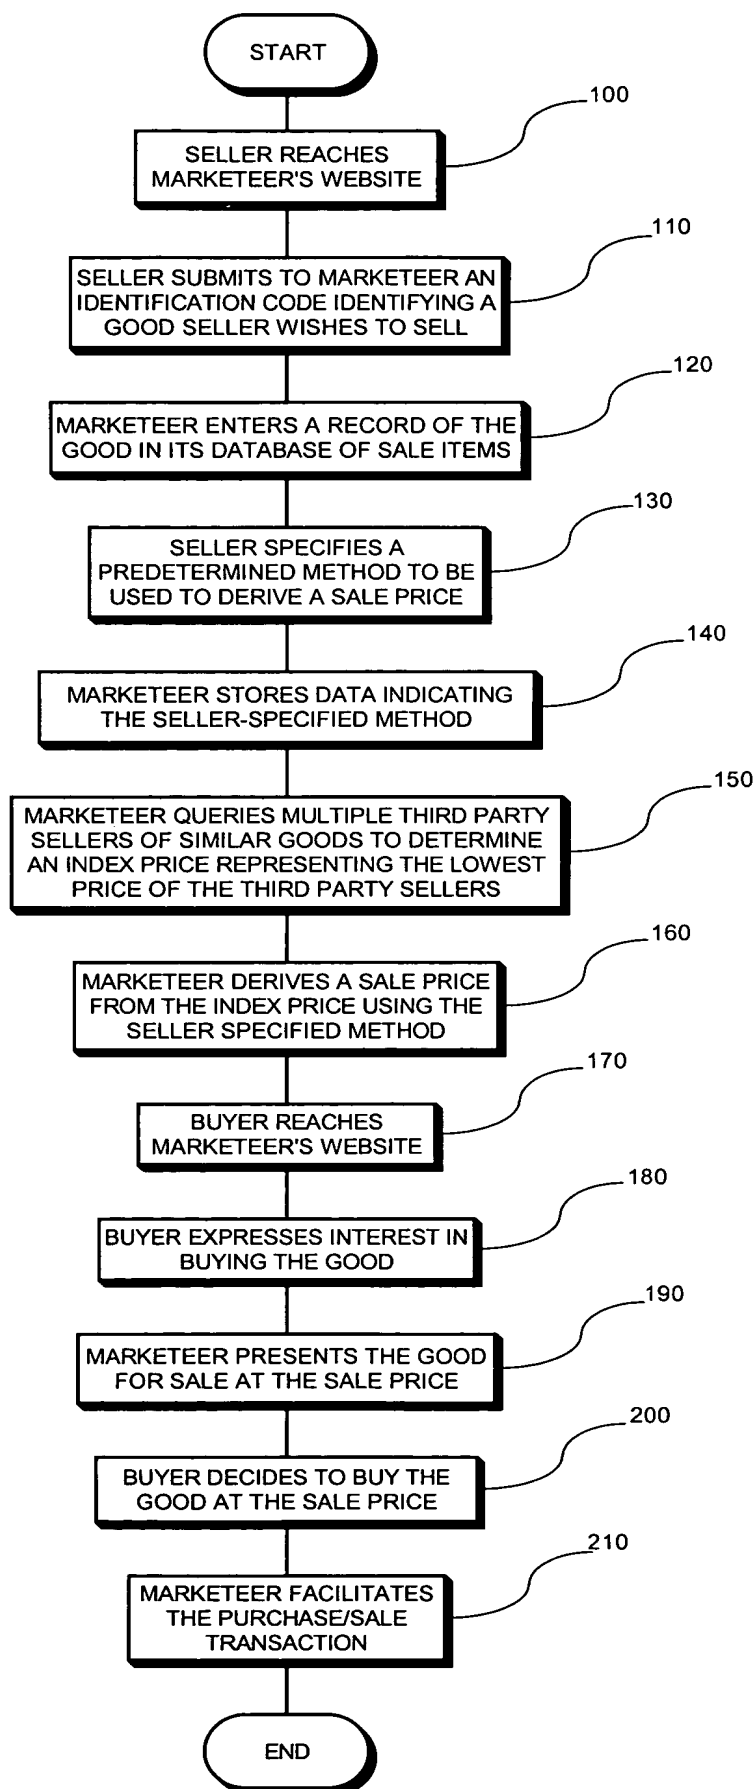 START
100
SELLER REACHES
MARKETEER'S WEBSITE
110
SELLER SUBMITS TO MARKETEER AN
IDENTIFICATION CODE IDENTIFYING A
GOOD SELLER WISHES TO SELL
120
MARKETEER ENTERS A RECORD OF THE
GOOD IN ITS DATABASE OF SALE ITEMS
130
SELLER SPECIFIES A
PREDETERMINED METHOD TO BE
USED TO DERIVE A SALE PRICE
140
MARKETEER STORES DATA INDICATING
THE SELLER-SPECIFIED METHOD
150
MARKETEER QUERIES MULTIPLE THIRD PARTY
SELLERS OF SIMILAR GOODS TO DETERMINE
AN INDEX PRICE REPRESENTING THE LOWEST
PRICE OF THE THIRD PARTY SELLERS
160
MARKETEER DERIVES A SALE PRICE
FROM THE INDEX PRICE USING THE
SELLER SPECIFIED METHOD
170
BUYER REACHES
MARKETEER'S WEBSITE
180
BUYER EXPRESSES INTEREST IN
BUYING THE GOOD
190
MARKETEER PRESENTS THE GOOD
FOR SALE AT THE SALE PRICE
200
BUYER DECIDES TO BUY THE
GOOD AT THE SALE PRICE
210
MARKETEER FACILITATES
THE PURCHASE/SALE
TRANSACTION
END